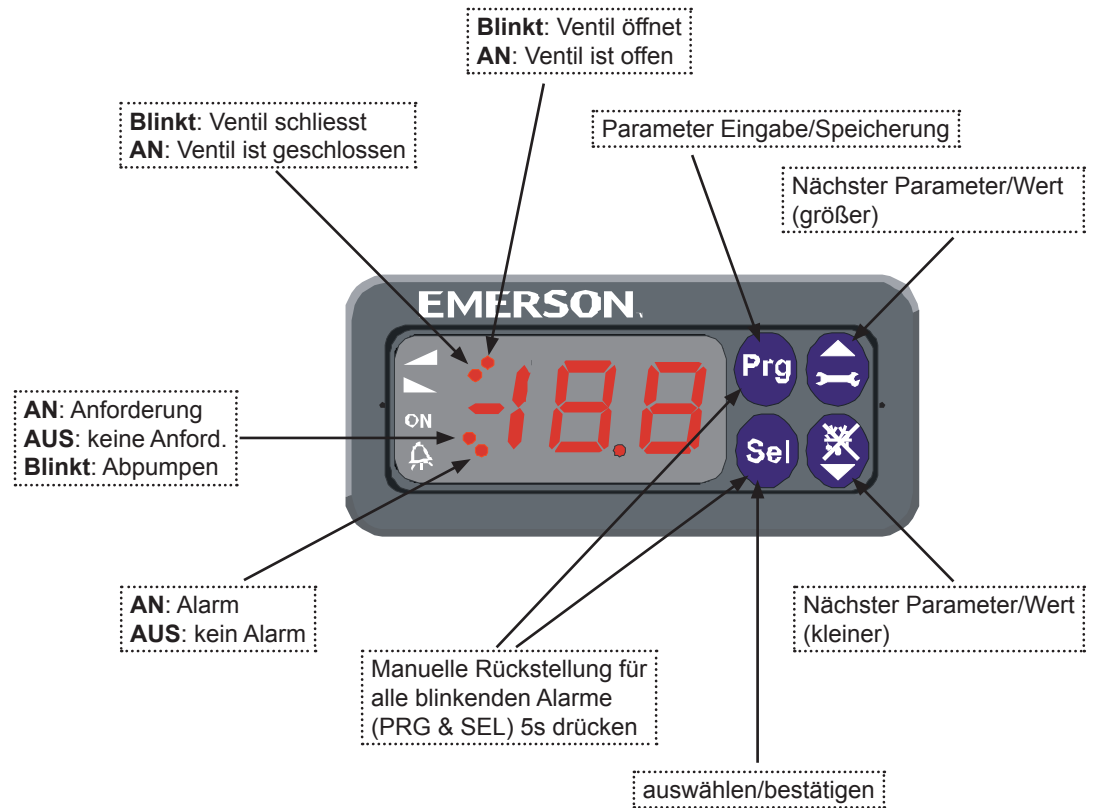 Blinkt: Ventil öffnet
AN: Ventil ist offen
Blinkt: Ventil schliesst
AN: Ventil ist geschlossen
Parameter Eingabe/Speicherung
Nächster Parameter/Wert
(größer)
EMERSON.
Prg
ON
-188
Sel
AN: Anforderung
AUS: keine Anford.
Blinkt: Abpumpen
AN: Alarm
AUS: kein Alarm
Manuelle Rückstellung für
alle blinkenden Alarme
(PRG & SEL) 5s drücken
Nächster Parameter/Wert
(kleiner)
auswählen/bestätigen